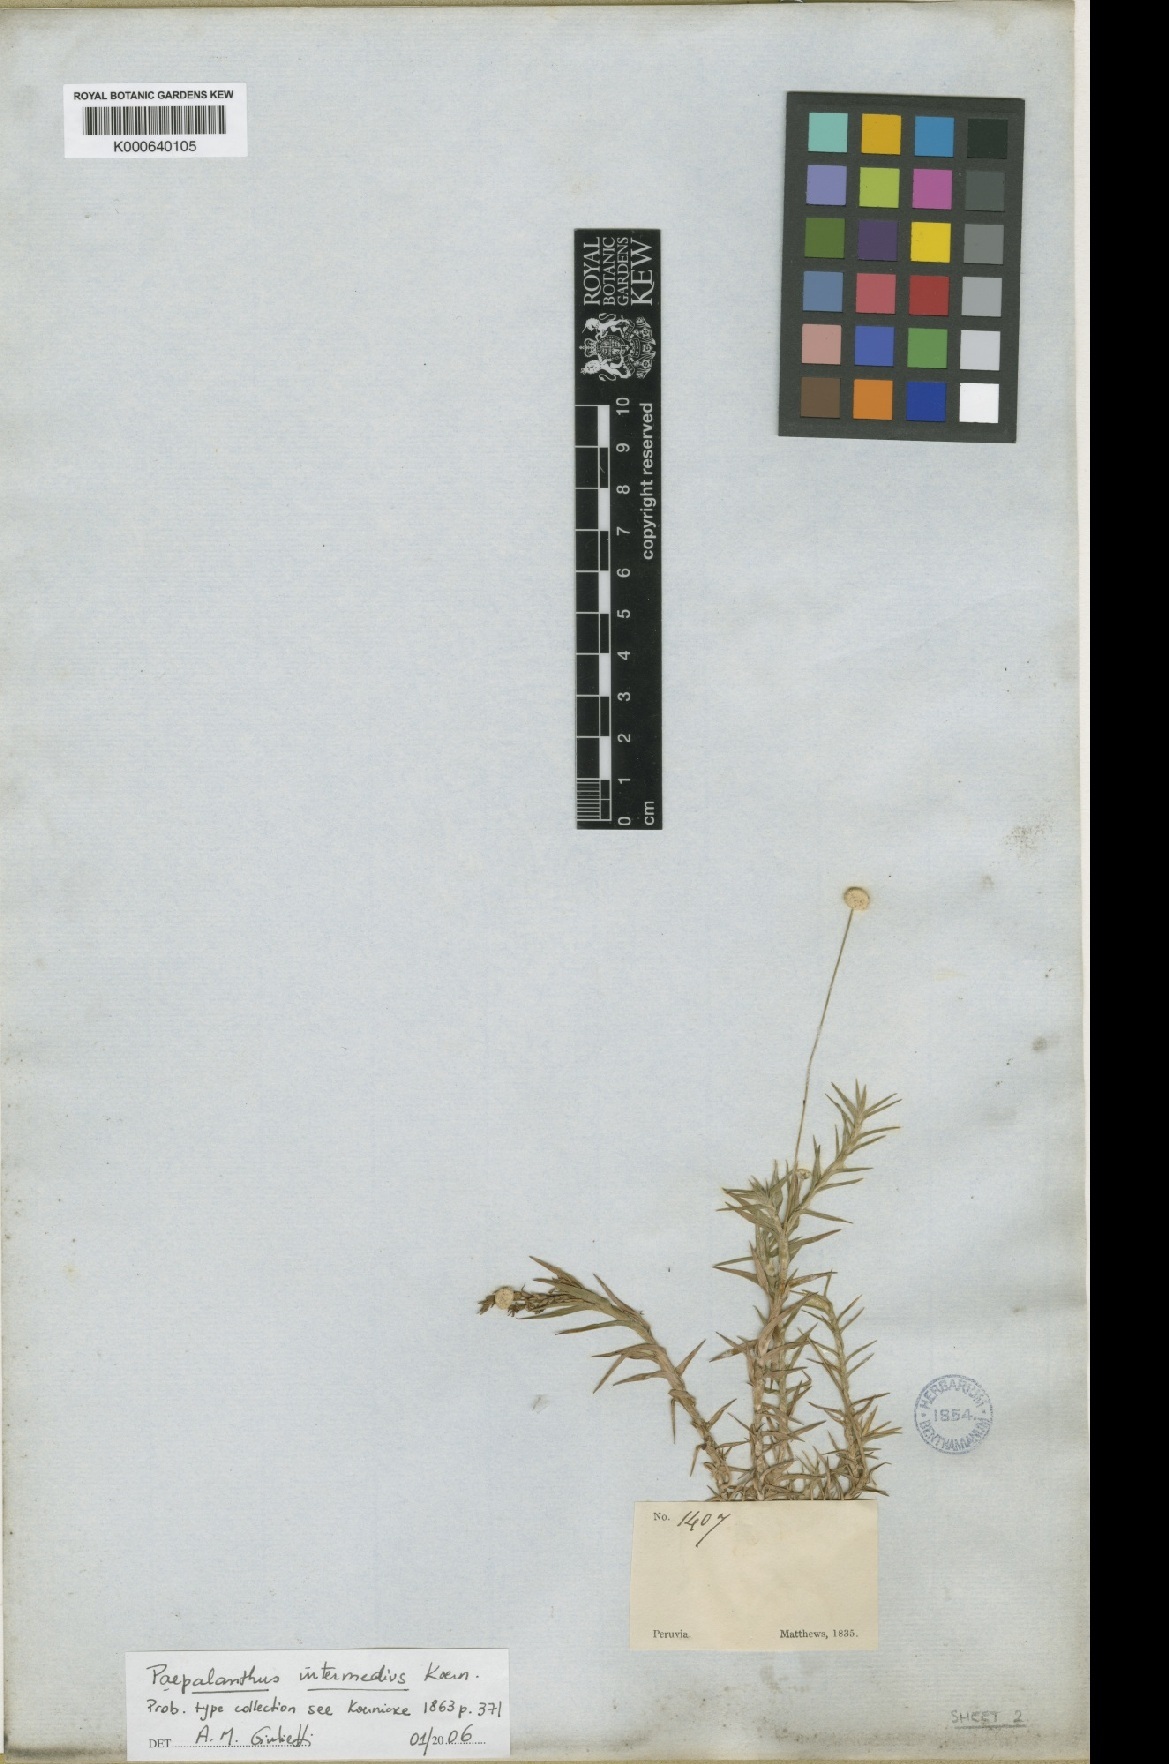 ROYAL BOTANIC GARDENS KEW
K000640105
ROYAL
BOTANIC
GARDENS
KEW
copyright reserved
0 1 2 3 4 5 6 7 8 9 10
cm
HERBARIUM
1854
BENTHAMIANUM
No. 1407
Peruvia.
Matthews, 1835.
Paepalanthus intermedius Koern.
Prob. type collection see Koernicke 1863 p. 371
DET. A. M. Giulietti 01/2006
SHEET 2